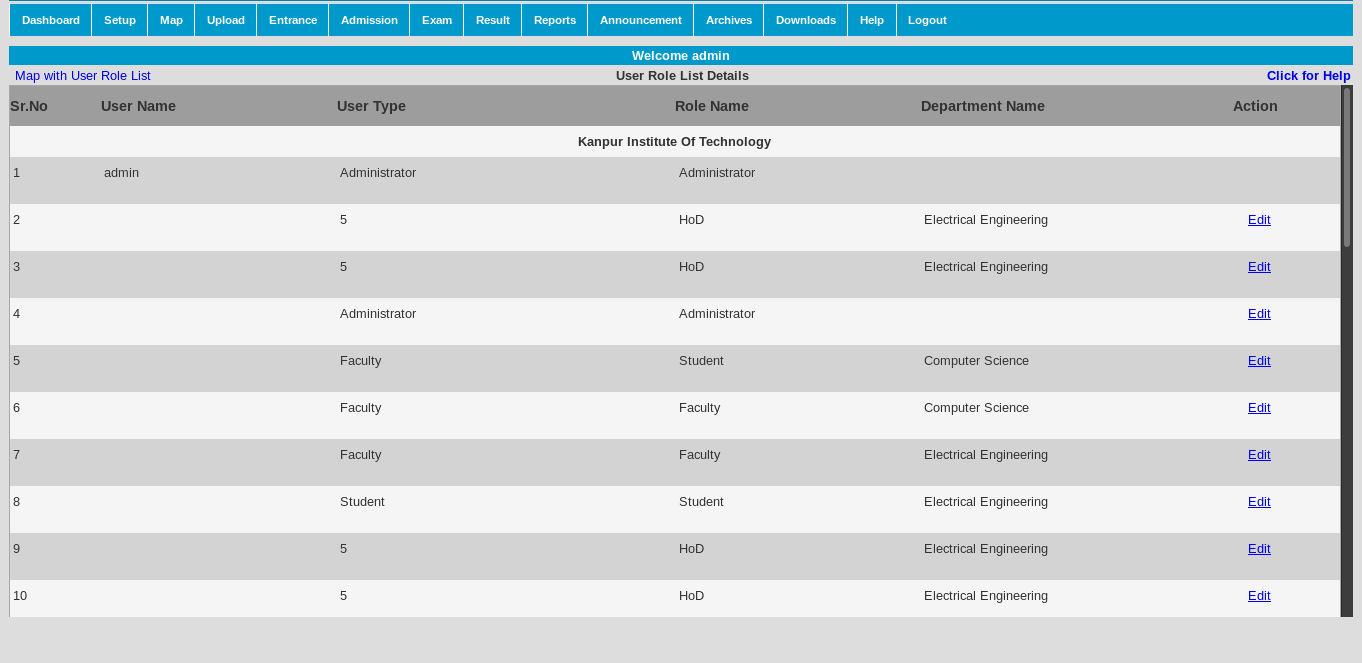 Dashboard Setup Map Upload Entrance Admission Exam Result Reports Announcement Archives Downloads Help Logout
Welcome admin
Map with User Role List User Role List Details Click for Help
Sr.No User Name User Type Role Name Department Name Action
Kanpur Institute Of Technology
1 admin Administrator Administrator
2 5 HoD Electrical Engineering Edit
3 5 HoD Electrical Engineering Edit
4 Administrator Administrator Edit
5 Faculty Student Computer Science Edit
6 Faculty Faculty Computer Science Edit
7 Faculty Faculty Electrical Engineering Edit
8 Student Student Electrical Engineering Edit
9 5 HoD Electrical Engineering Edit
10 5 HoD Electrical Engineering Edit